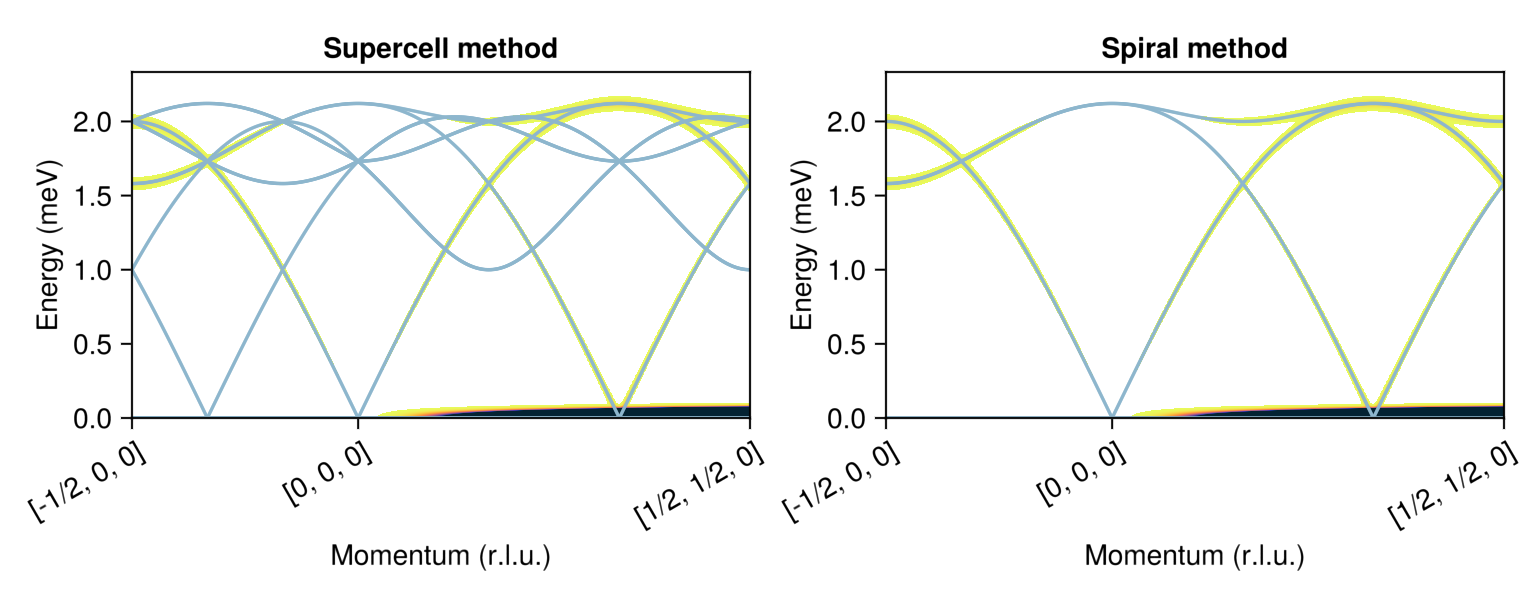 Supercell method
Energy (meV)
2.0
1.5
1.0
0.5
0.0
[-1/2, 0, 0]
[0, 0, 0]
[1/2, 1/2, 0]
Momentum (r.l.u.)
Spiral method
Energy (meV)
2.0
1.5
1.0
0.5
0.0
[-1/2, 0, 0]
[0, 0, 0]
[1/2, 1/2, 0]
Momentum (r.l.u.)